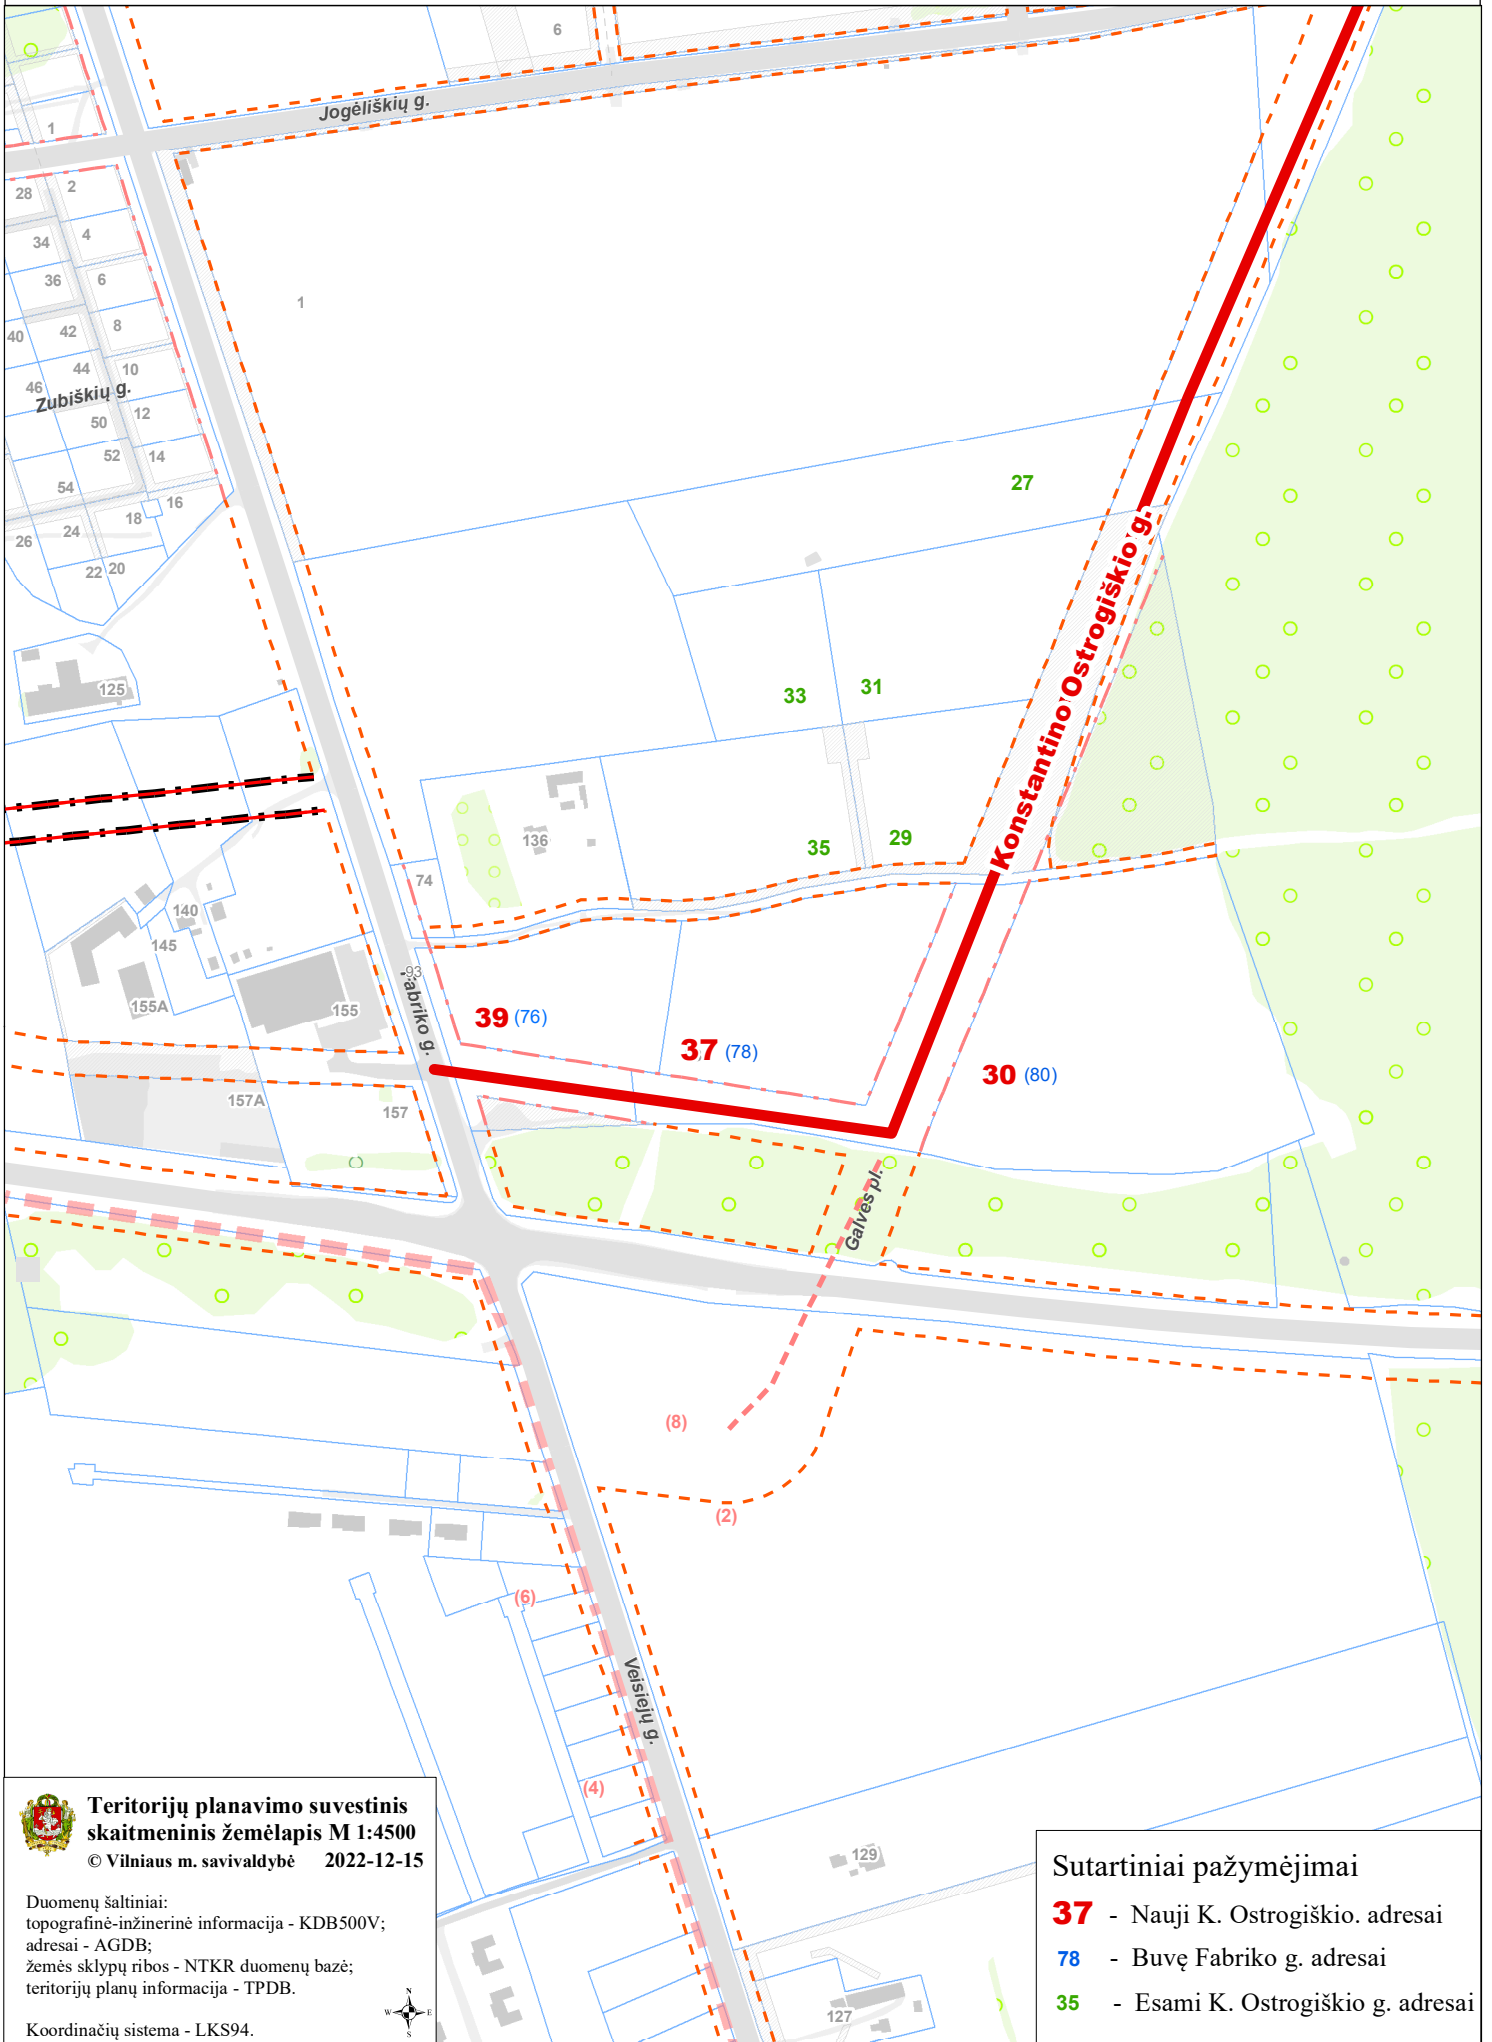 6
Jogėliškių g.
1
28
2
34
4
36
6
1
40
42
8
44
10
46
Zubiškių g.
12
50
52
14
27
54
16
18
24
26
22
20
Konstantino Ostrogiškio g.
125
33
31
136
35
29
74
140
145
93
155A
155
Fabriko g.
39 (76)
37 (78)
30 (80)
157A
157
Galvės pl.
(8)
(2)
(6)
Veisiejų g.
(4)
129
127
Teritorijų planavimo suvestinis
skaitmeninis žemėlapis M 1:4500
© Vilniaus m. savivaldybė 2022-12-15
Duomenų šaltiniai:
topografinė-inžinerinė informacija - KDB500V;
adresai - AGDB;
žemės sklypų ribos - NTKR duomenų bazė;
teritorijų planų informacija - TPDB.
N
W E
S
Koordinačių sistema - LKS94.
Sutartiniai pažymėjimai
37 - Nauji K. Ostrogiškio. adresai
78 - Buvę Fabriko g. adresai
35 - Esami K. Ostrogiškio g. adresai